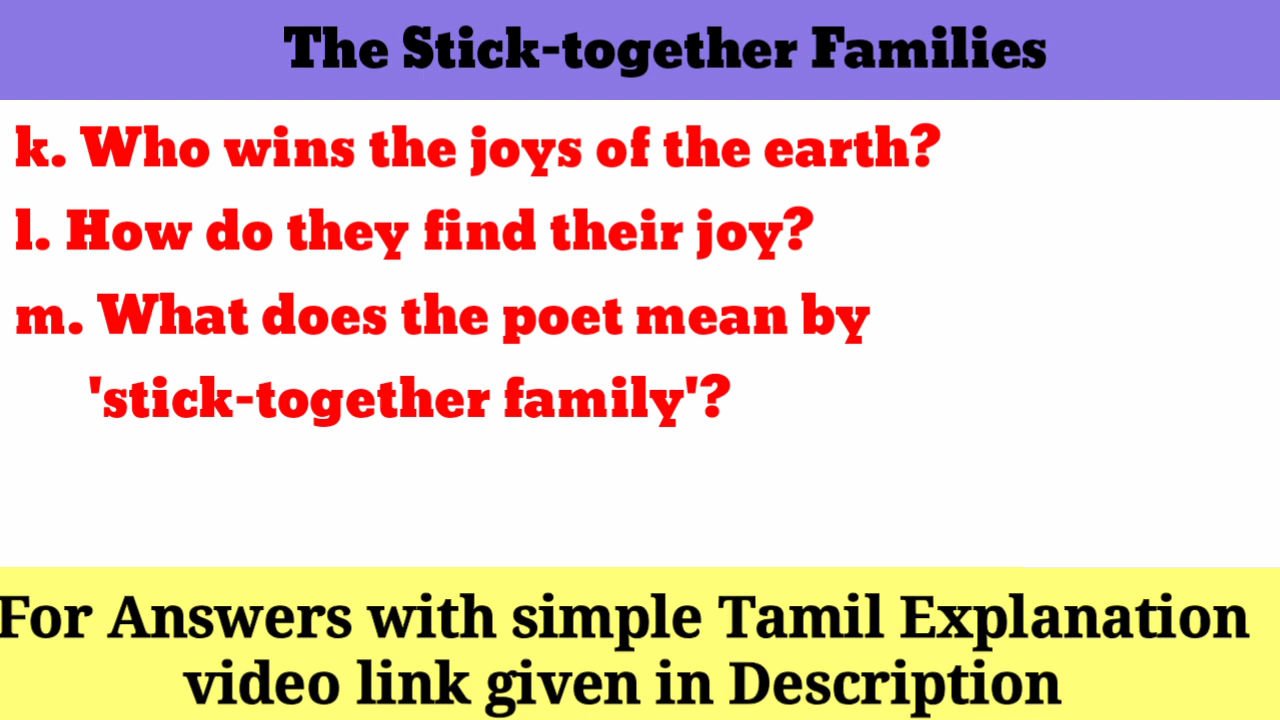 The Stick-together Families
k. Who wins the joys of the earth?
l. How do they find their joy?
m. What does the poet mean by
'stick-together family'?
For Answers with simple Tamil Explanation
video link given in Description